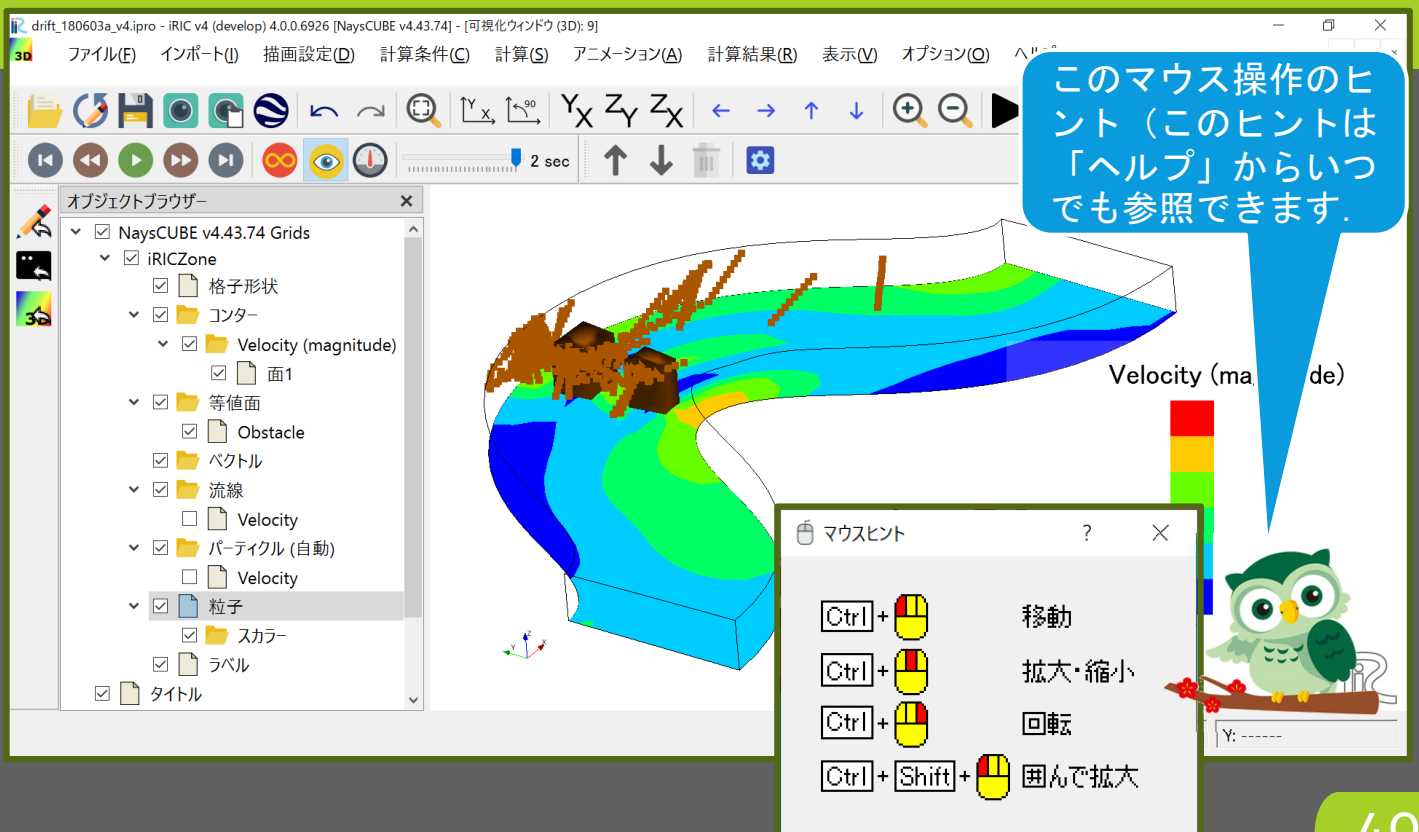 drift_180603a_v4.ipro - iRIC v4 (develop) 4.0.0.6926 [NaysCUBE v4.43.74] - [可視化ウィンドウ (3D): 9]
3D ファイル(F) インポート(I) 描画設定(D) 計算条件(C) 計算(S) アニメーション(A) 計算結果(R) 表示(V) オプション(O)
このマウス操作のヒ
ント（このヒントは
「ヘルプ」からいつ
でも参照できます.
Y X 90 YX ZY ZX
2 sec
オブジェクトブラウザー
NaysCUBE v4.43.74 Grids
iRICZone
格子形状
コンター
Velocity (magnitude)
面1
等値面
Obstacle
ベクトル
流線
Velocity
パーティクル (自動)
Velocity
粒子
スカラー
ラベル
タイトル
3D
Z
Y X
Velocity (ma de)
マウスヒント ?
Ctrl + 移動
Ctrl + 拡大・縮小
Ctrl + 回転
Ctrl + Shift + 囲んで拡大
Y: ------